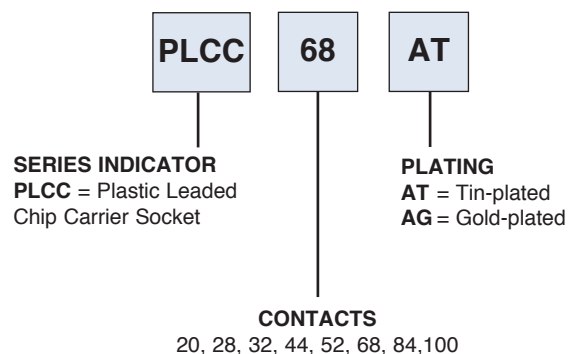 PLCC 68 AT
SERIES INDICATOR
PLCC = Plastic Leaded
Chip Carrier Socket
PLATING
AT = Tin-plated
AG = Gold-plated
CONTACTS
20, 28, 32, 44, 52, 68, 84,100